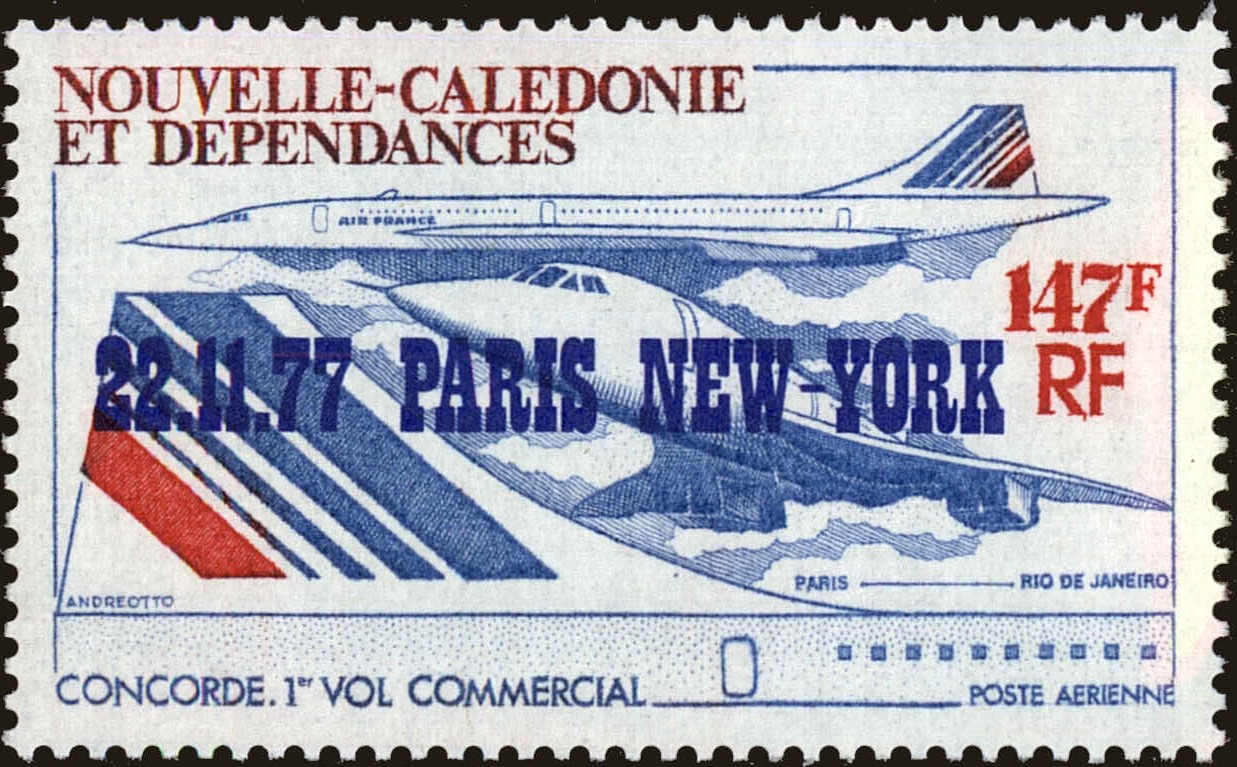 NOUVELLE-CALEDONIE
ET DEPENDANCES
AIR FRANCE
147F
RF
22.11.77 PARIS NEW-YORK
PARIS RIO DE JANEIRO
ANDREOTTO
CONCORDE. 1er VOL COMMERCIAL
POSTE AERIENNE